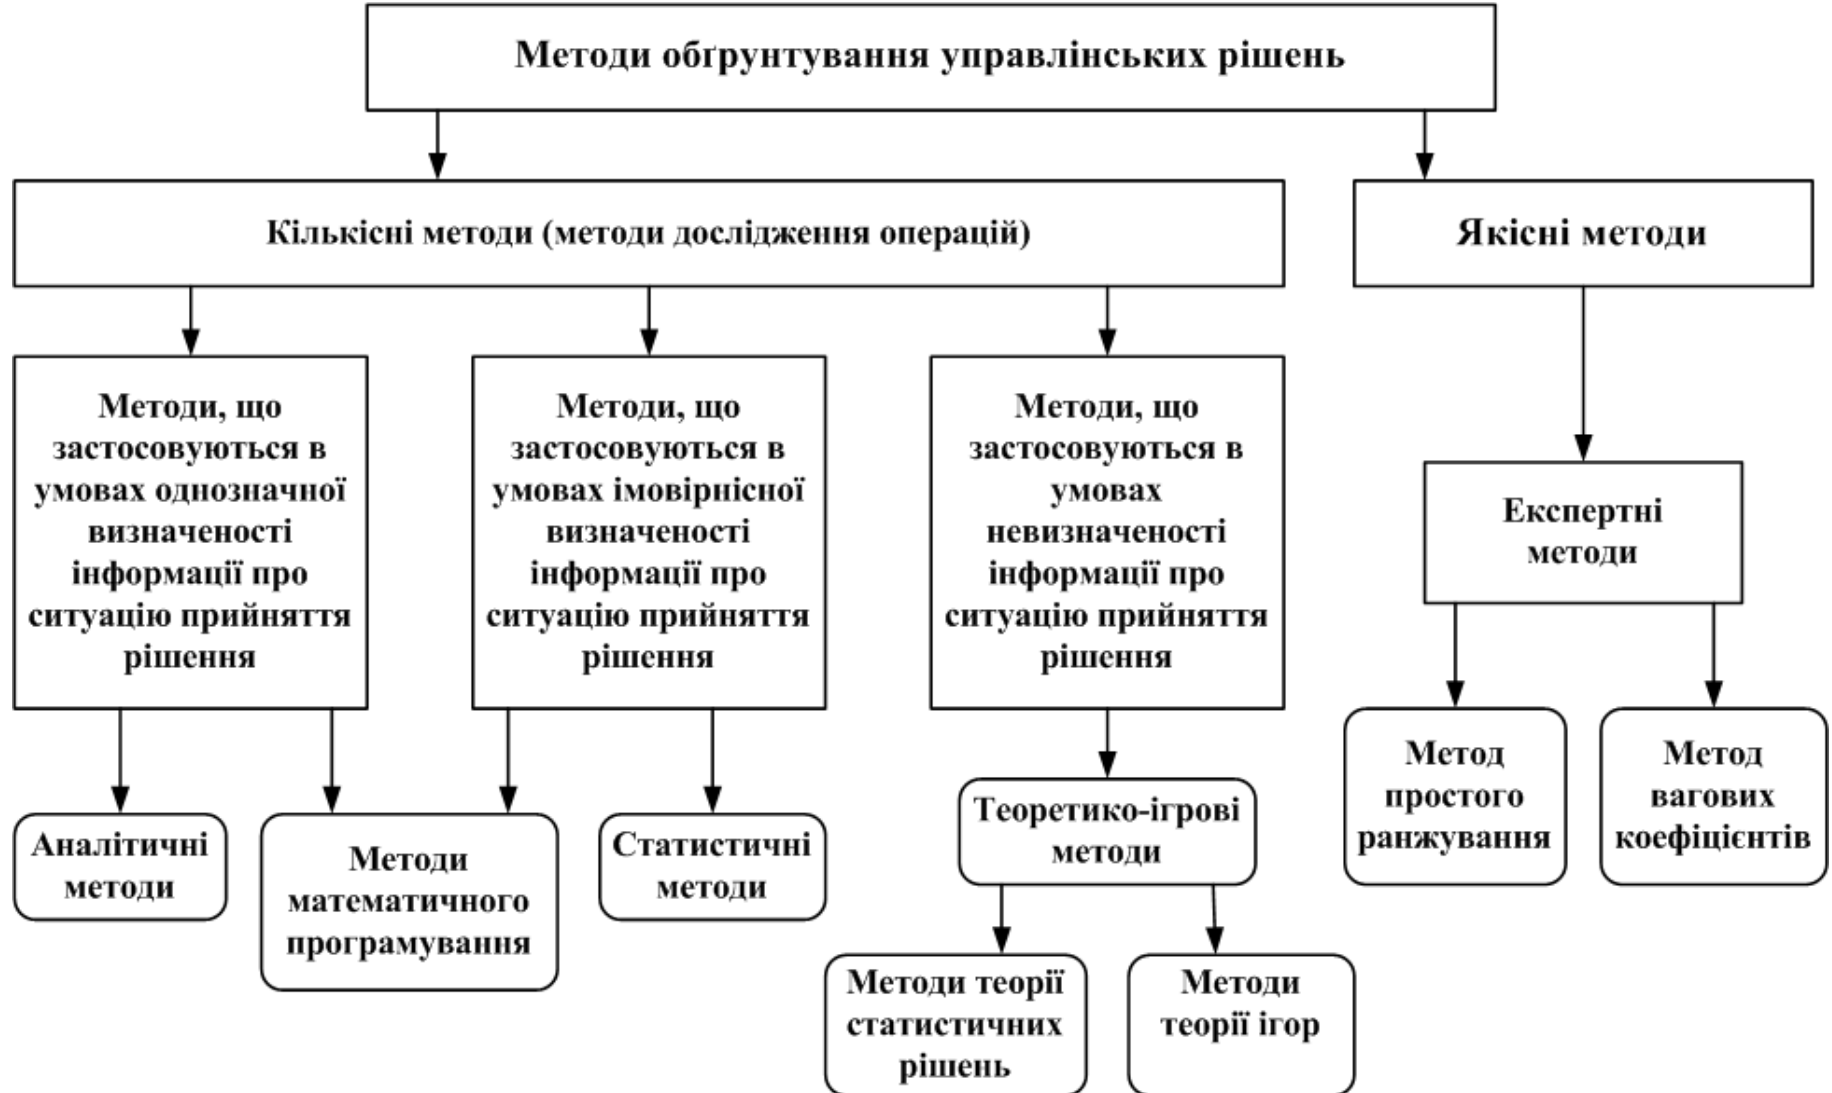 Методи обґрунтування управлінських рішень
Кількісні методи (методи дослідження операцій)
Якісні методи
Методи, що
застосовуються в
умовах однозначної
визначеності
інформації про
ситуацію прийняття
рішення
Методи, що
застосовуються в
умовах імовірнісної
визначеності
інформації про
ситуацію прийняття
рішення
Методи, що
застосовуються в
умовах
невизначеності
інформації про
ситуацію прийняття
рішення
Експертні
методи
Аналітичні
методи
Методи
математичного
програмування
Статистичні
методи
Теоретико-ігрові
методи
Метод
простого
ранжування
Метод
вагових
коефіцієнтів
Методи теорії
статистичних
рішень
Методи
теорії ігор